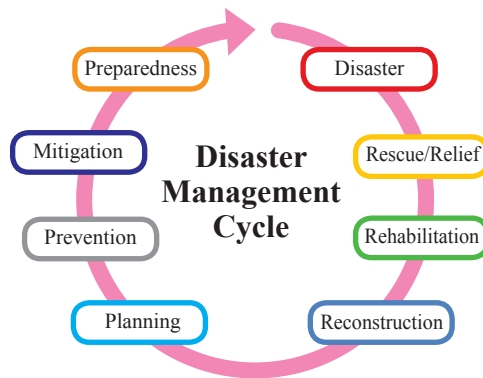 Preparedness
Disaster
Mitigation
Disaster
Management
Cycle
Rescue/Relief
Prevention
Rehabilitation
Planning
Reconstruction